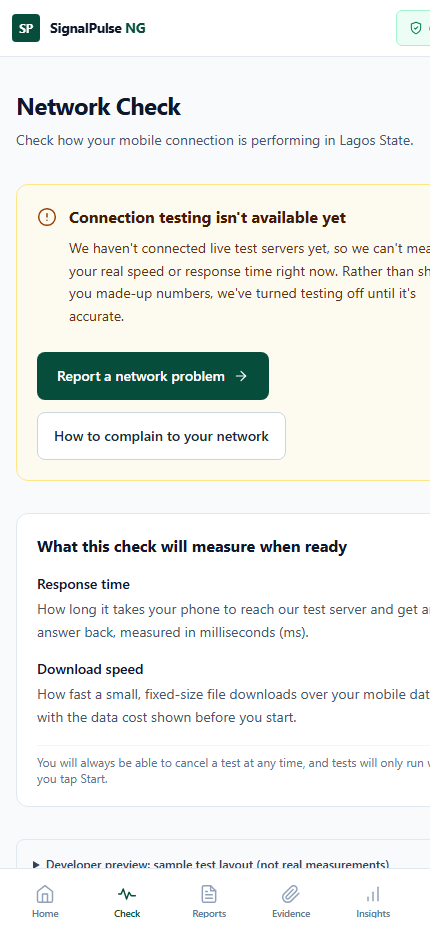 SP SignalPulse NG
Network Check
Check how your mobile connection is performing in Lagos State.
Connection testing isn't available yet
We haven't connected live test servers yet, so we can't
your real speed or response time right now. Rather than
you made-up numbers, we've turned testing off until it's
accurate.
Report a network problem →
How to complain to your network
What this check will measure when ready
Response time
How long it takes your phone to reach our test server and get
answer back, measured in milliseconds (ms).
Download speed
How fast a small, fixed-size file downloads over your mobile
with the data cost shown before you start.
You will always be able to cancel a test at any time, and tests will only run
you tap Start.
Developer preview: sample test layout (not real measurements)
Home
Check
Reports
Evidence
Insights